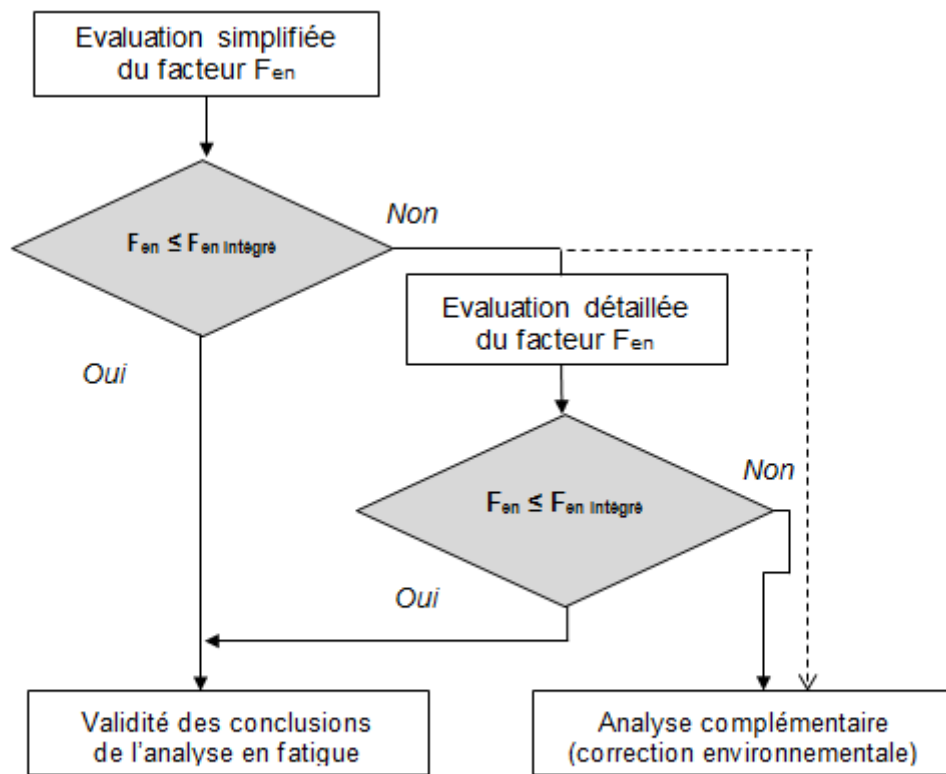 Evaluation simplifiée
du facteur Fen
Non
Fen ≤ Fen intégré
Evaluation détaillée
du facteur Fen
Oui
Non
Fen ≤ Fen intégré
Oui
Validité des conclusions
de l'analyse en fatigue
Analyse complémentaire
(correction environnementale)